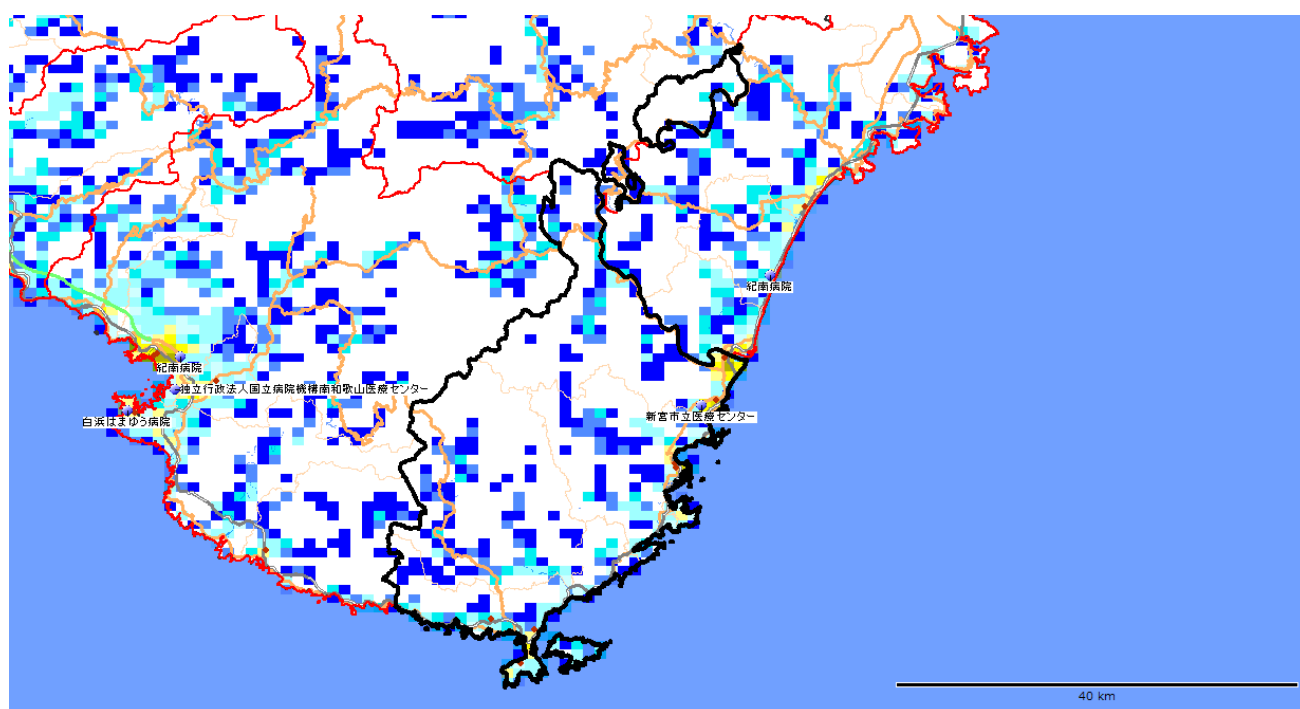 紀南病院
紀南病院
独立行政法人国立病院機構南和歌山医療センター
白浜はまゆう病院
新宮市立医療センター
40 km